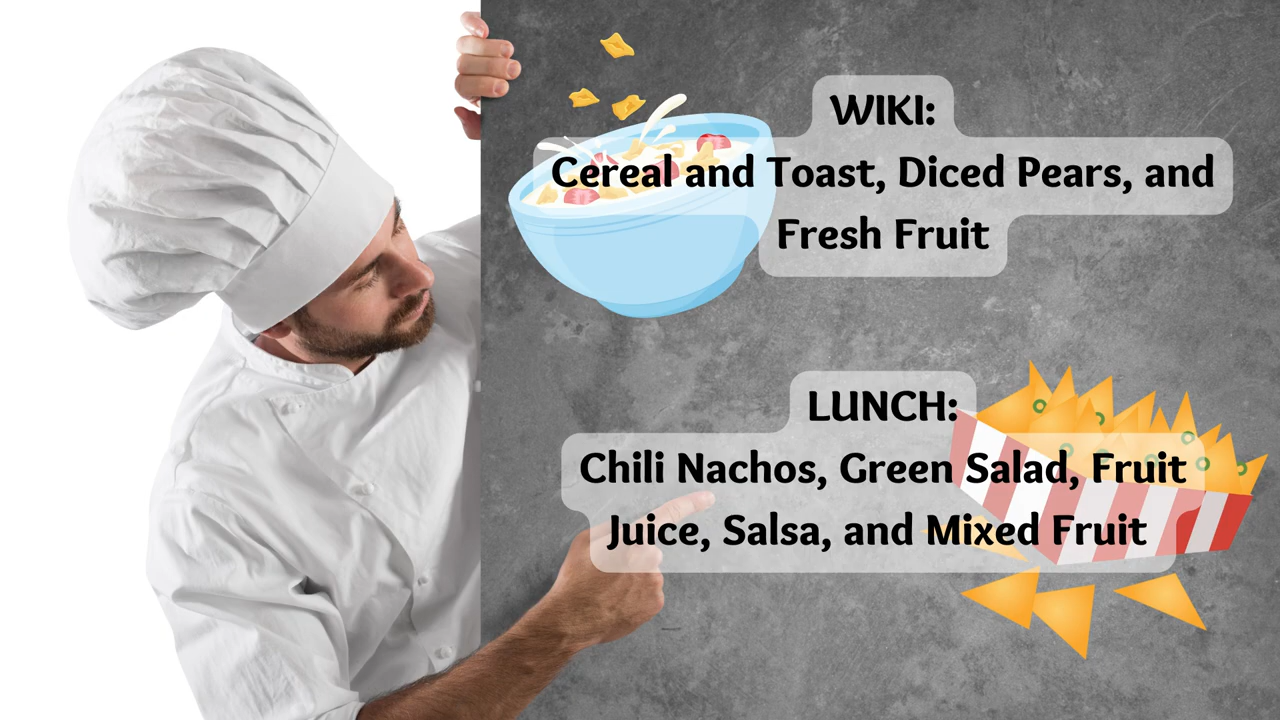 WIKI:
Cereal and Toast, Diced Pears, and
Fresh Fruit
LUNCH:
Chili Nachos, Green Salad, Fruit
Juice, Salsa, and Mixed Fruit